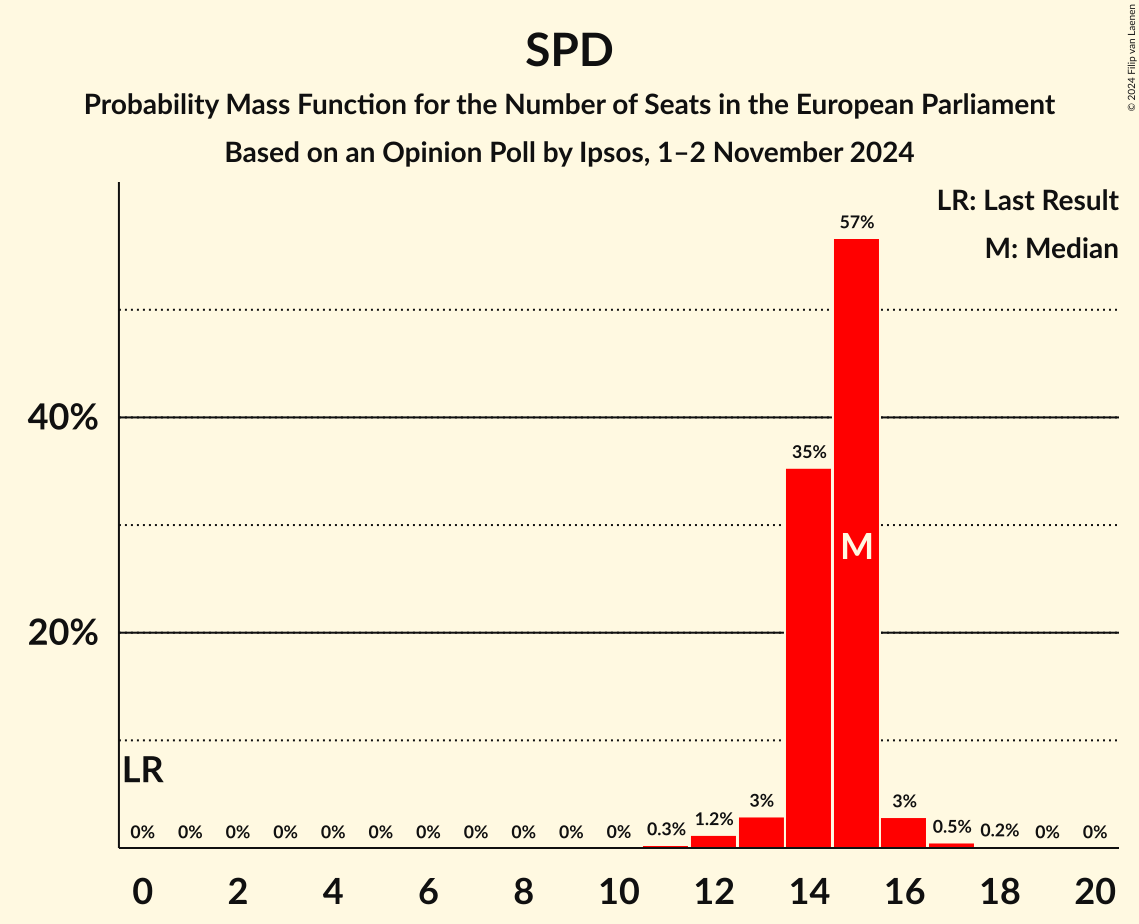 SPD
Probability Mass Function for the Number of Seats in the European Parliament
Based on an Opinion Poll by Ipsos, 1–2 November 2024
© 2024 Filip van Laenen
LR: Last Result
M: Median
57%
40%
35%
M
20%
LR
0% 0% 0% 0% 0% 0% 0% 0% 0% 0% 0% 0.3% 1.2% 3% 3% 0.5% 0.2% 0% 0%
0 2 4 6 8 10 12 14 16 18 20